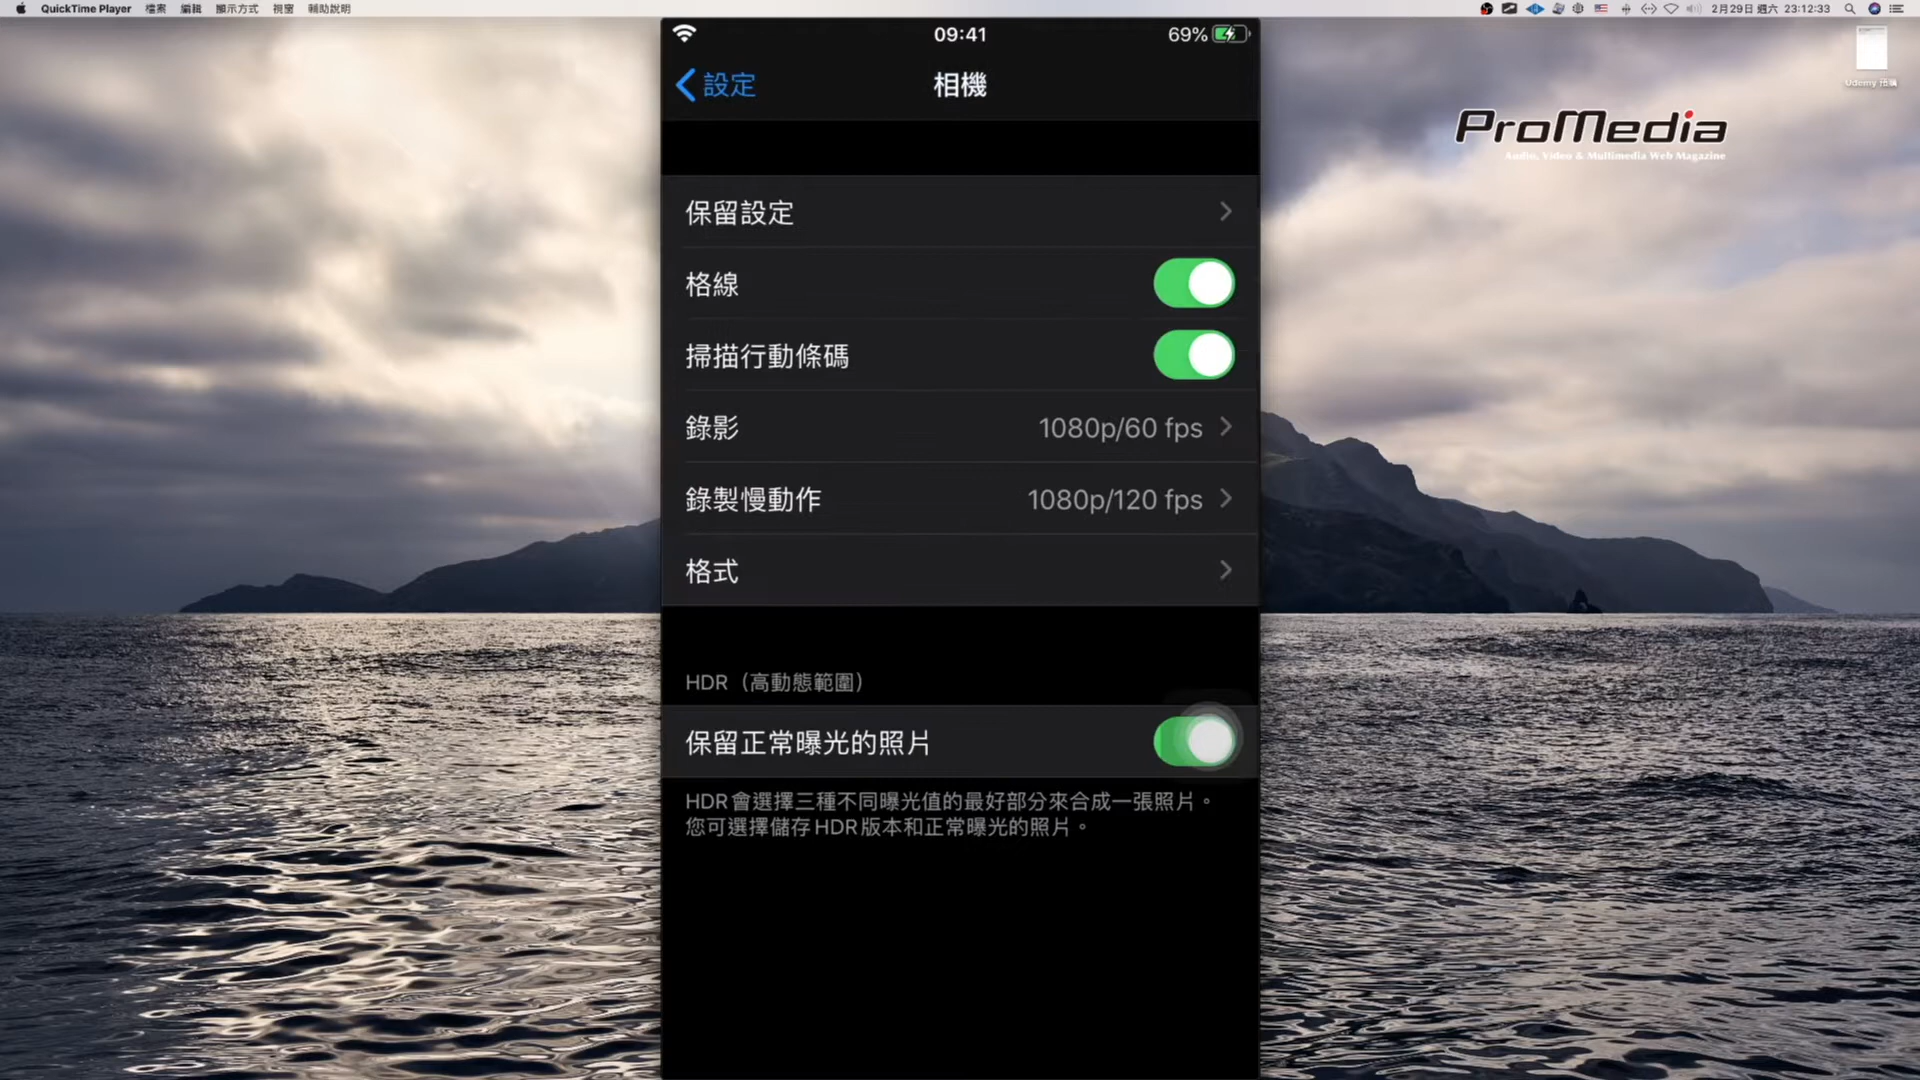 QuickTime Player 檔案 編輯 顯示方式 視窗 輔助說明
2月29日 週六 23:12:33
Udemy
ProMedia
Audio, Video & Multimedia Web Magazine
09:41
69%
設定
相機
保留設定
格線
掃描行動條碼
錄影 1080p/60 fps
錄製慢動作 1080p/120 fps
格式
HDR（高動態範圍）
保留正常曝光的照片
HDR會選擇三種不同曝光值的最好部分來合成一張照片。
您可選擇儲存HDR版本和正常曝光的照片。